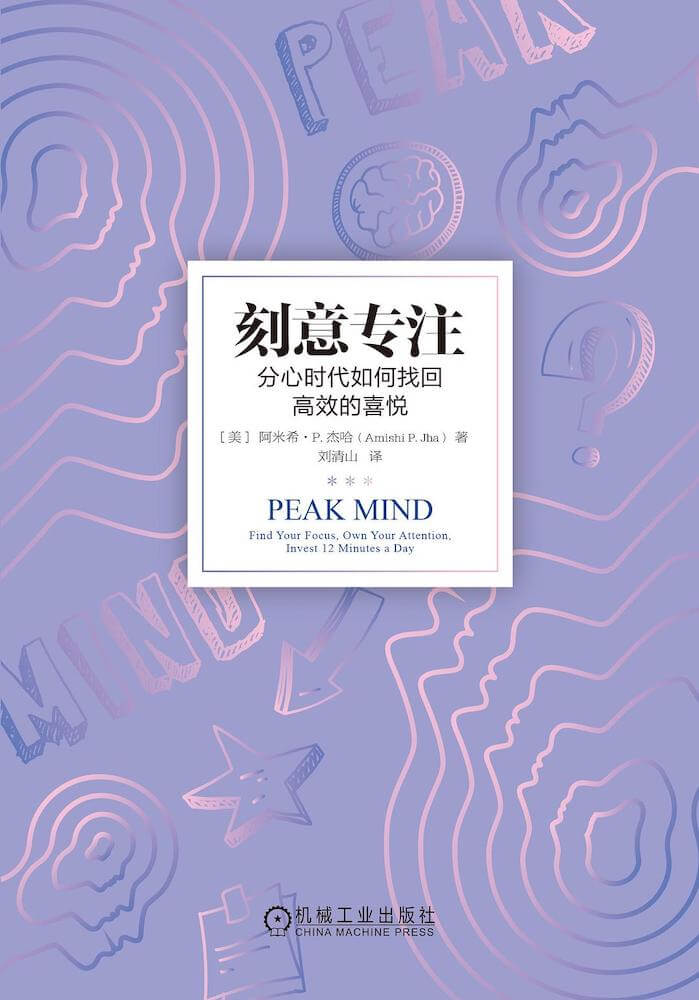 PEAK
刻意专注
分心时代如何找回
高效的喜悦
[美] 阿米希·P. 杰哈（Amishi P. Jha）著
刘清山 译
***
PEAK MIND
Find Your Focus, Own Your Attention,
Invest 12 Minutes a Day
?
MIND
机械工业出版社
CHINA MACHINE PRESS